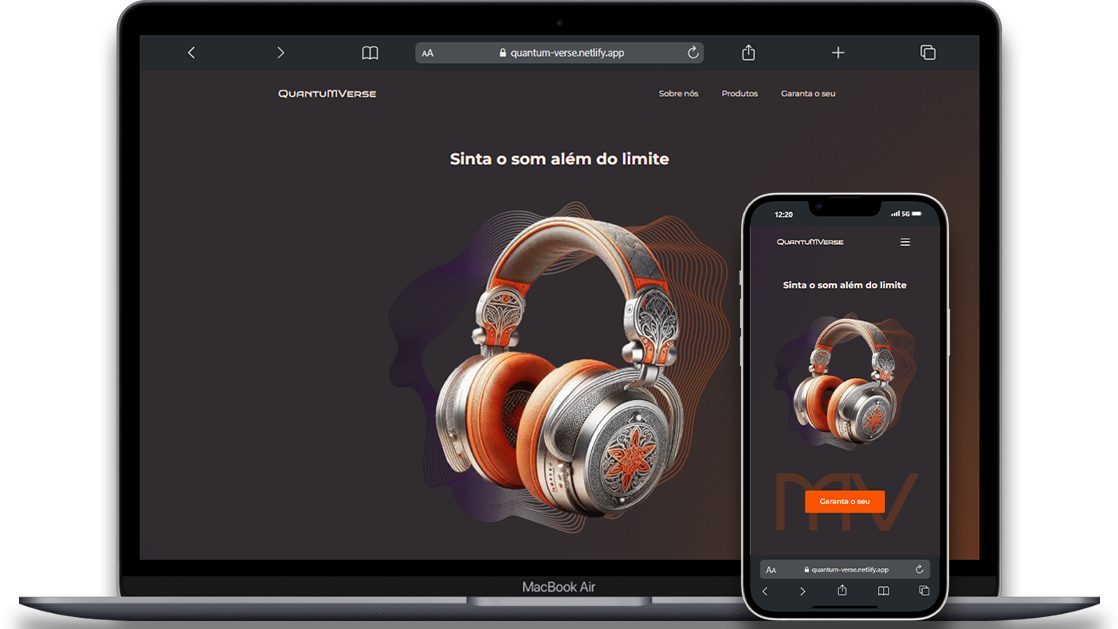 AA quantum-verse.netlify.app
QUANTUMVERSE Sobre nós Produtos Garanta o seu
Sinta o som além do limite
12:20 5G
QUANTUMVERSE
Sinta o som além do limite
MV
Garanta o seu
AA quantum-verse.netlify.app
MacBook Air